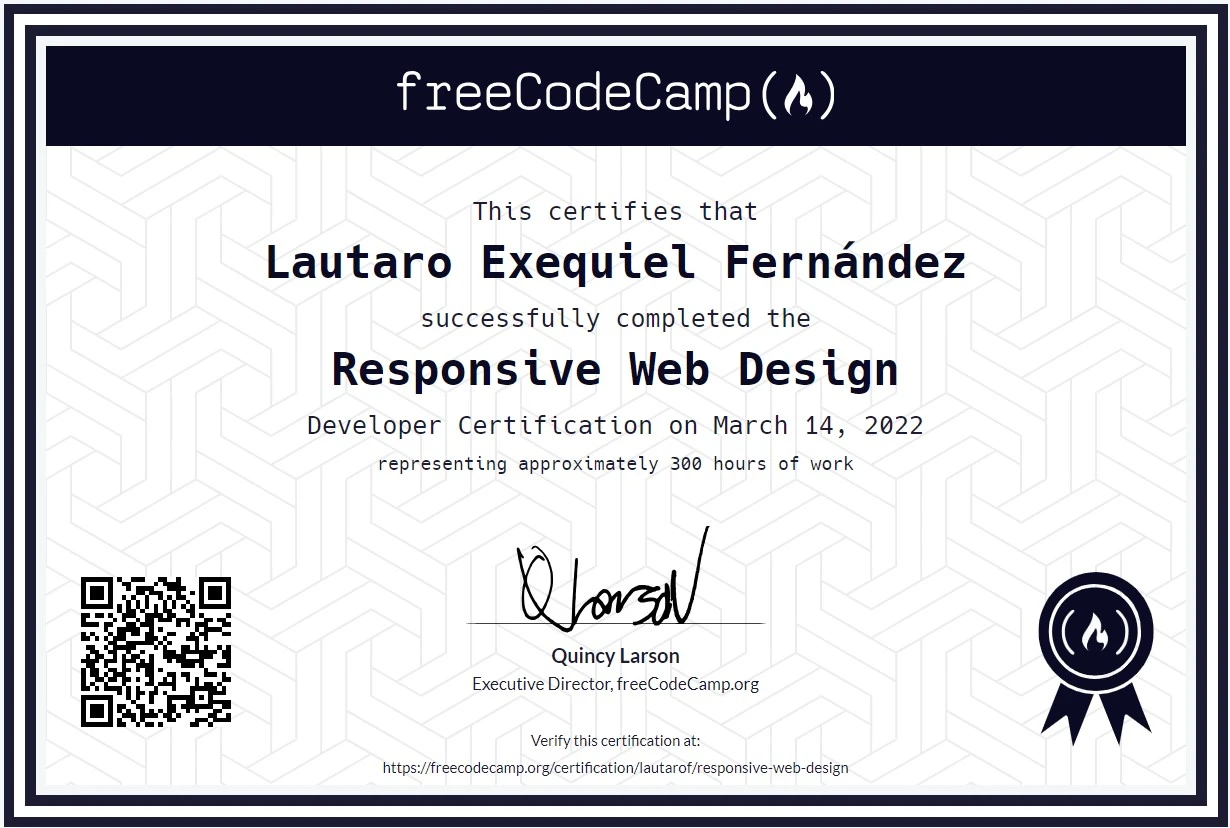 freeCodeCamp
This certifies that
Lautaro Exequiel Fernández
successfully completed the
Responsive Web Design
Developer Certification on March 14, 2022
representing approximately 300 hours of work
QLarson
Quincy Larson
Executive Director, freeCodeCamp.org
Verify this certification at:
https://freecodecamp.org/certification/lautarof/responsive-web-design